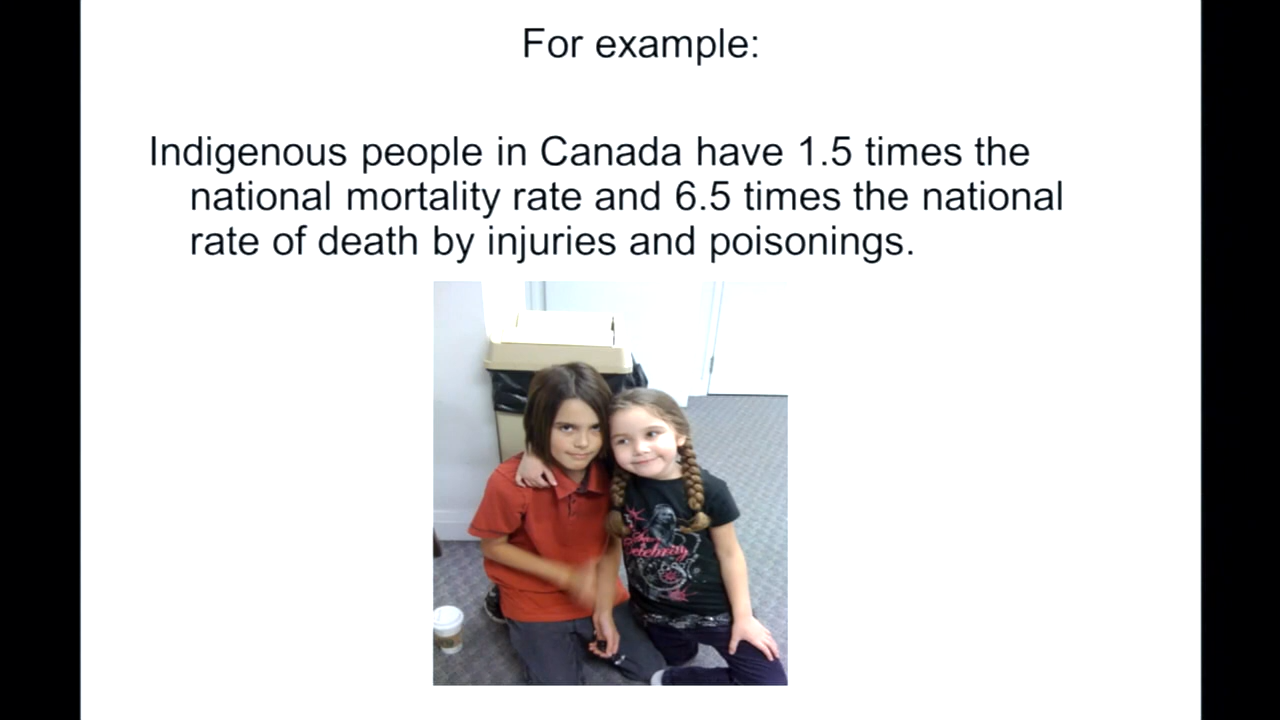 For example:
Indigenous people in Canada have 1.5 times the
national mortality rate and 6.5 times the national
rate of death by injuries and poisonings.
Celebrity